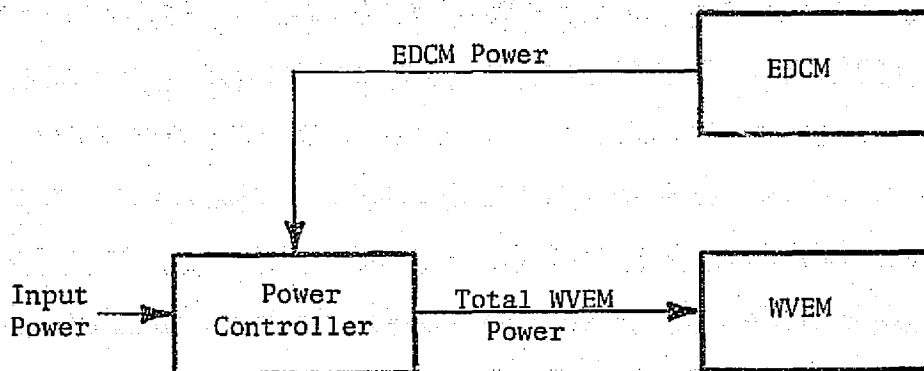 EDCM Power
EDCM
Input
Power
Power
Controller
Total WVEM
Power
WVEM